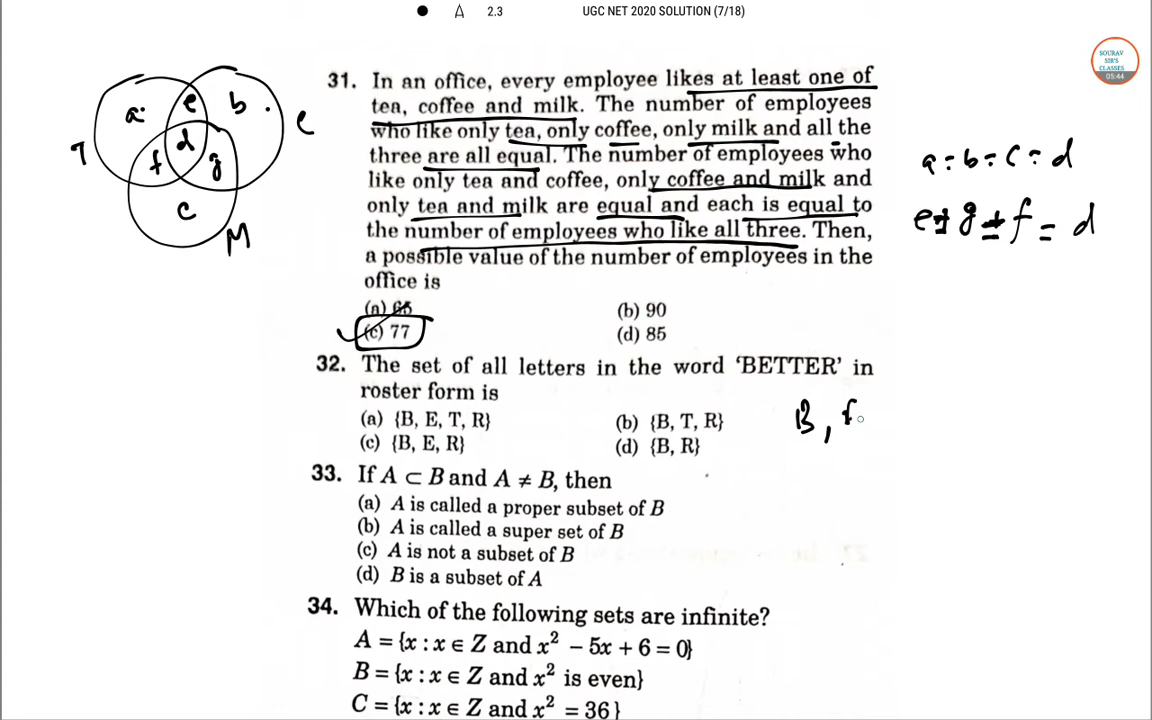 A 2.3 UGC NET 2020 SOLUTION (7/18)
SOURAV
SIR'S
CLASSES
05:44
31. In an office, every employee likes at least one of
tea, coffee and milk. The number of employees
who like only tea, only coffee, only milk and all the
three are all equal. The number of employees who
like only tea and coffee, only coffee and milk and
only tea and milk are equal and each is equal to
the number of employees who like all three. Then,
a possible value of the number of employees in the
office is
(a) 65 (b) 90
(c) 77 (d) 85
a e b
T d C
f g
c
M
a = b = c = d
e + g + f = d
32. The set of all letters in the word 'BETTER' in
roster form is
(a) {B, E, T, R} (b) {B, T, R}
(c) {B, E, R} (d) {B, R}
B,
33. If A ⊂ B and A ≠ B, then
(a) A is called a proper subset of B
(b) A is called a super set of B
(c) A is not a subset of B
(d) B is a subset of A
34. Which of the following sets are infinite?
A = {x : x ∈ Z and x² − 5x + 6 = 0}
B = {x : x ∈ Z and x² is even}
C = {x : x ∈ Z and x² = 36}